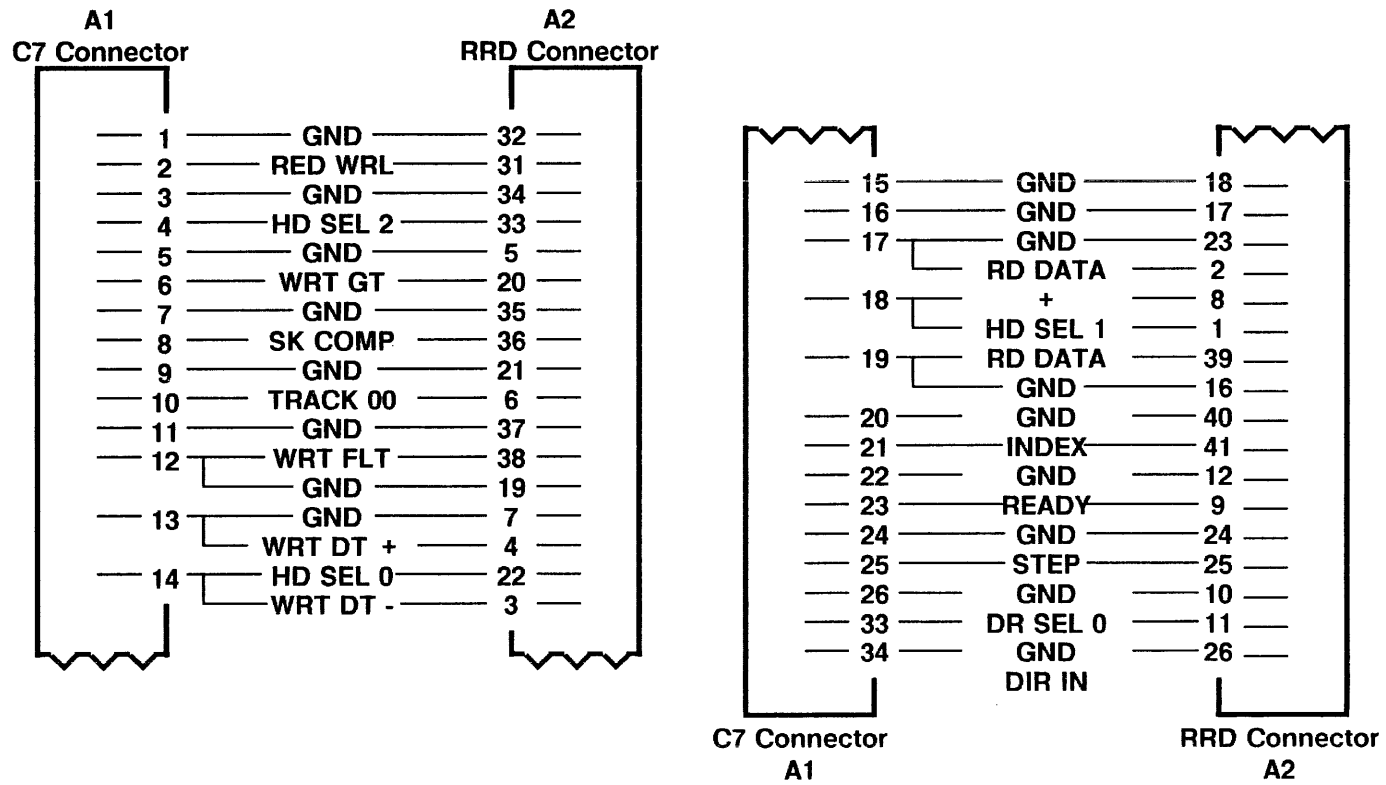 A1
C7 Connector
A2
RRD Connector
1 GND 32
2 RED WRL 31
3 GND 34
4 HD SEL 2 33
5 GND 5
6 WRT GT 20
7 GND 35
8 SK COMP 36
9 GND 21
10 TRACK 00 6
11 GND 37
12 WRT FLT 38
GND 19
13 GND 7
WRT DT + 4
14 HD SEL 0 22
WRT DT - 3
15 GND 18
16 GND 17
17 GND 23
RD DATA 2
18 + 8
HD SEL 1 1
19 RD DATA 39
GND 16
20 GND 40
21 INDEX 41
22 GND 12
23 READY 9
24 GND 24
25 STEP 25
26 GND 10
33 DR SEL 0 11
34 GND 26
DIR IN
C7 Connector
A1
RRD Connector
A2